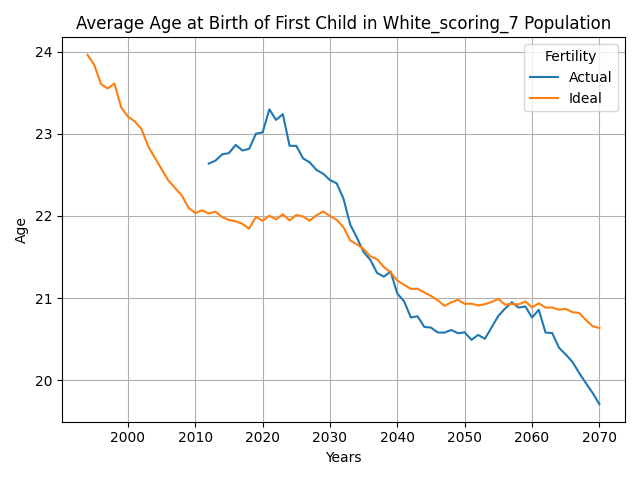 Average Age at Birth of First Child in White_scoring_7 Population
Fertility
Actual
Ideal
24
23
22
21
20
Age
2000 2010 2020 2030 2040 2050 2060 2070
Years